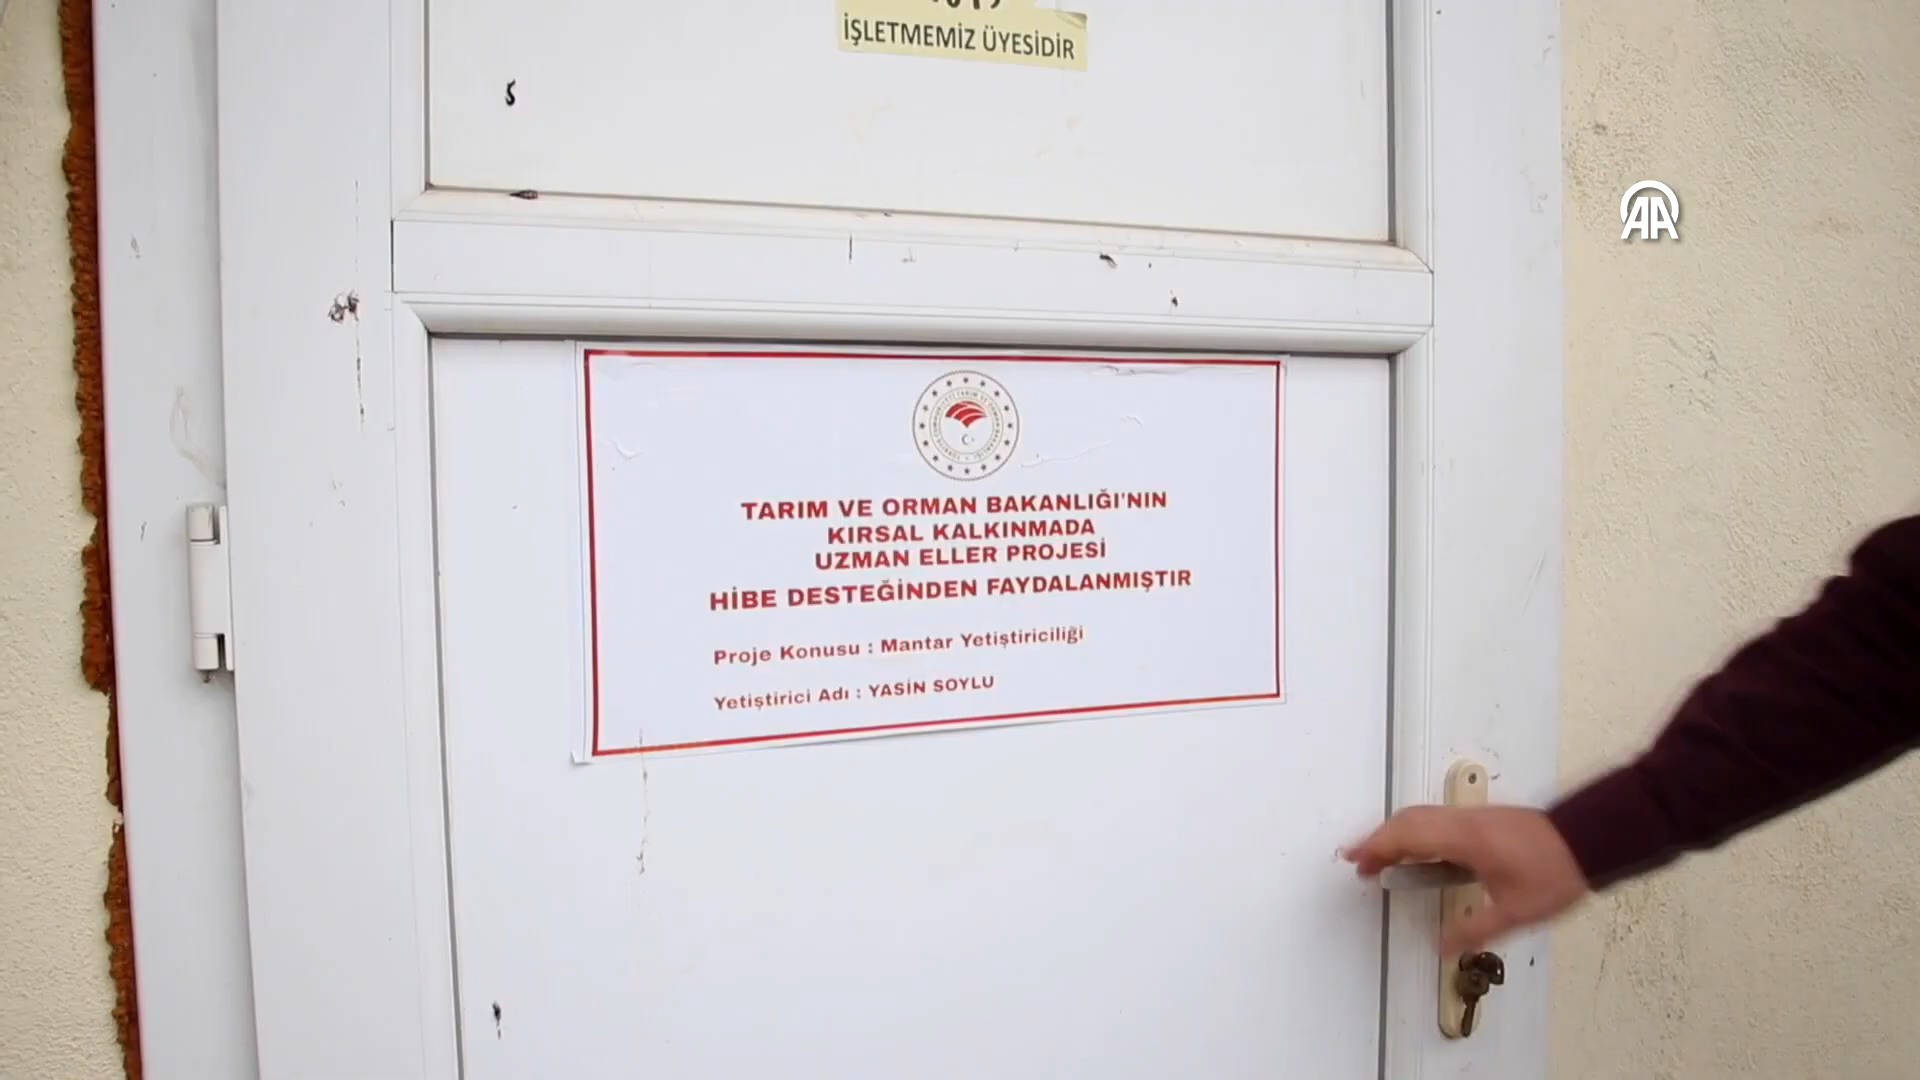 İŞLETMEMİZ ÜYESİDİR
AA
TARIM VE ORMAN BAKANLIĞI'NIN
KIRSAL KALKINMADA
UZMAN ELLER PROJESİ
HİBE DESTEĞİNDEN FAYDALANMIŞTIR
Proje Konusu : Mantar Yetiştiriciliği
Yetiştirici Adı : YASİN SOYLU